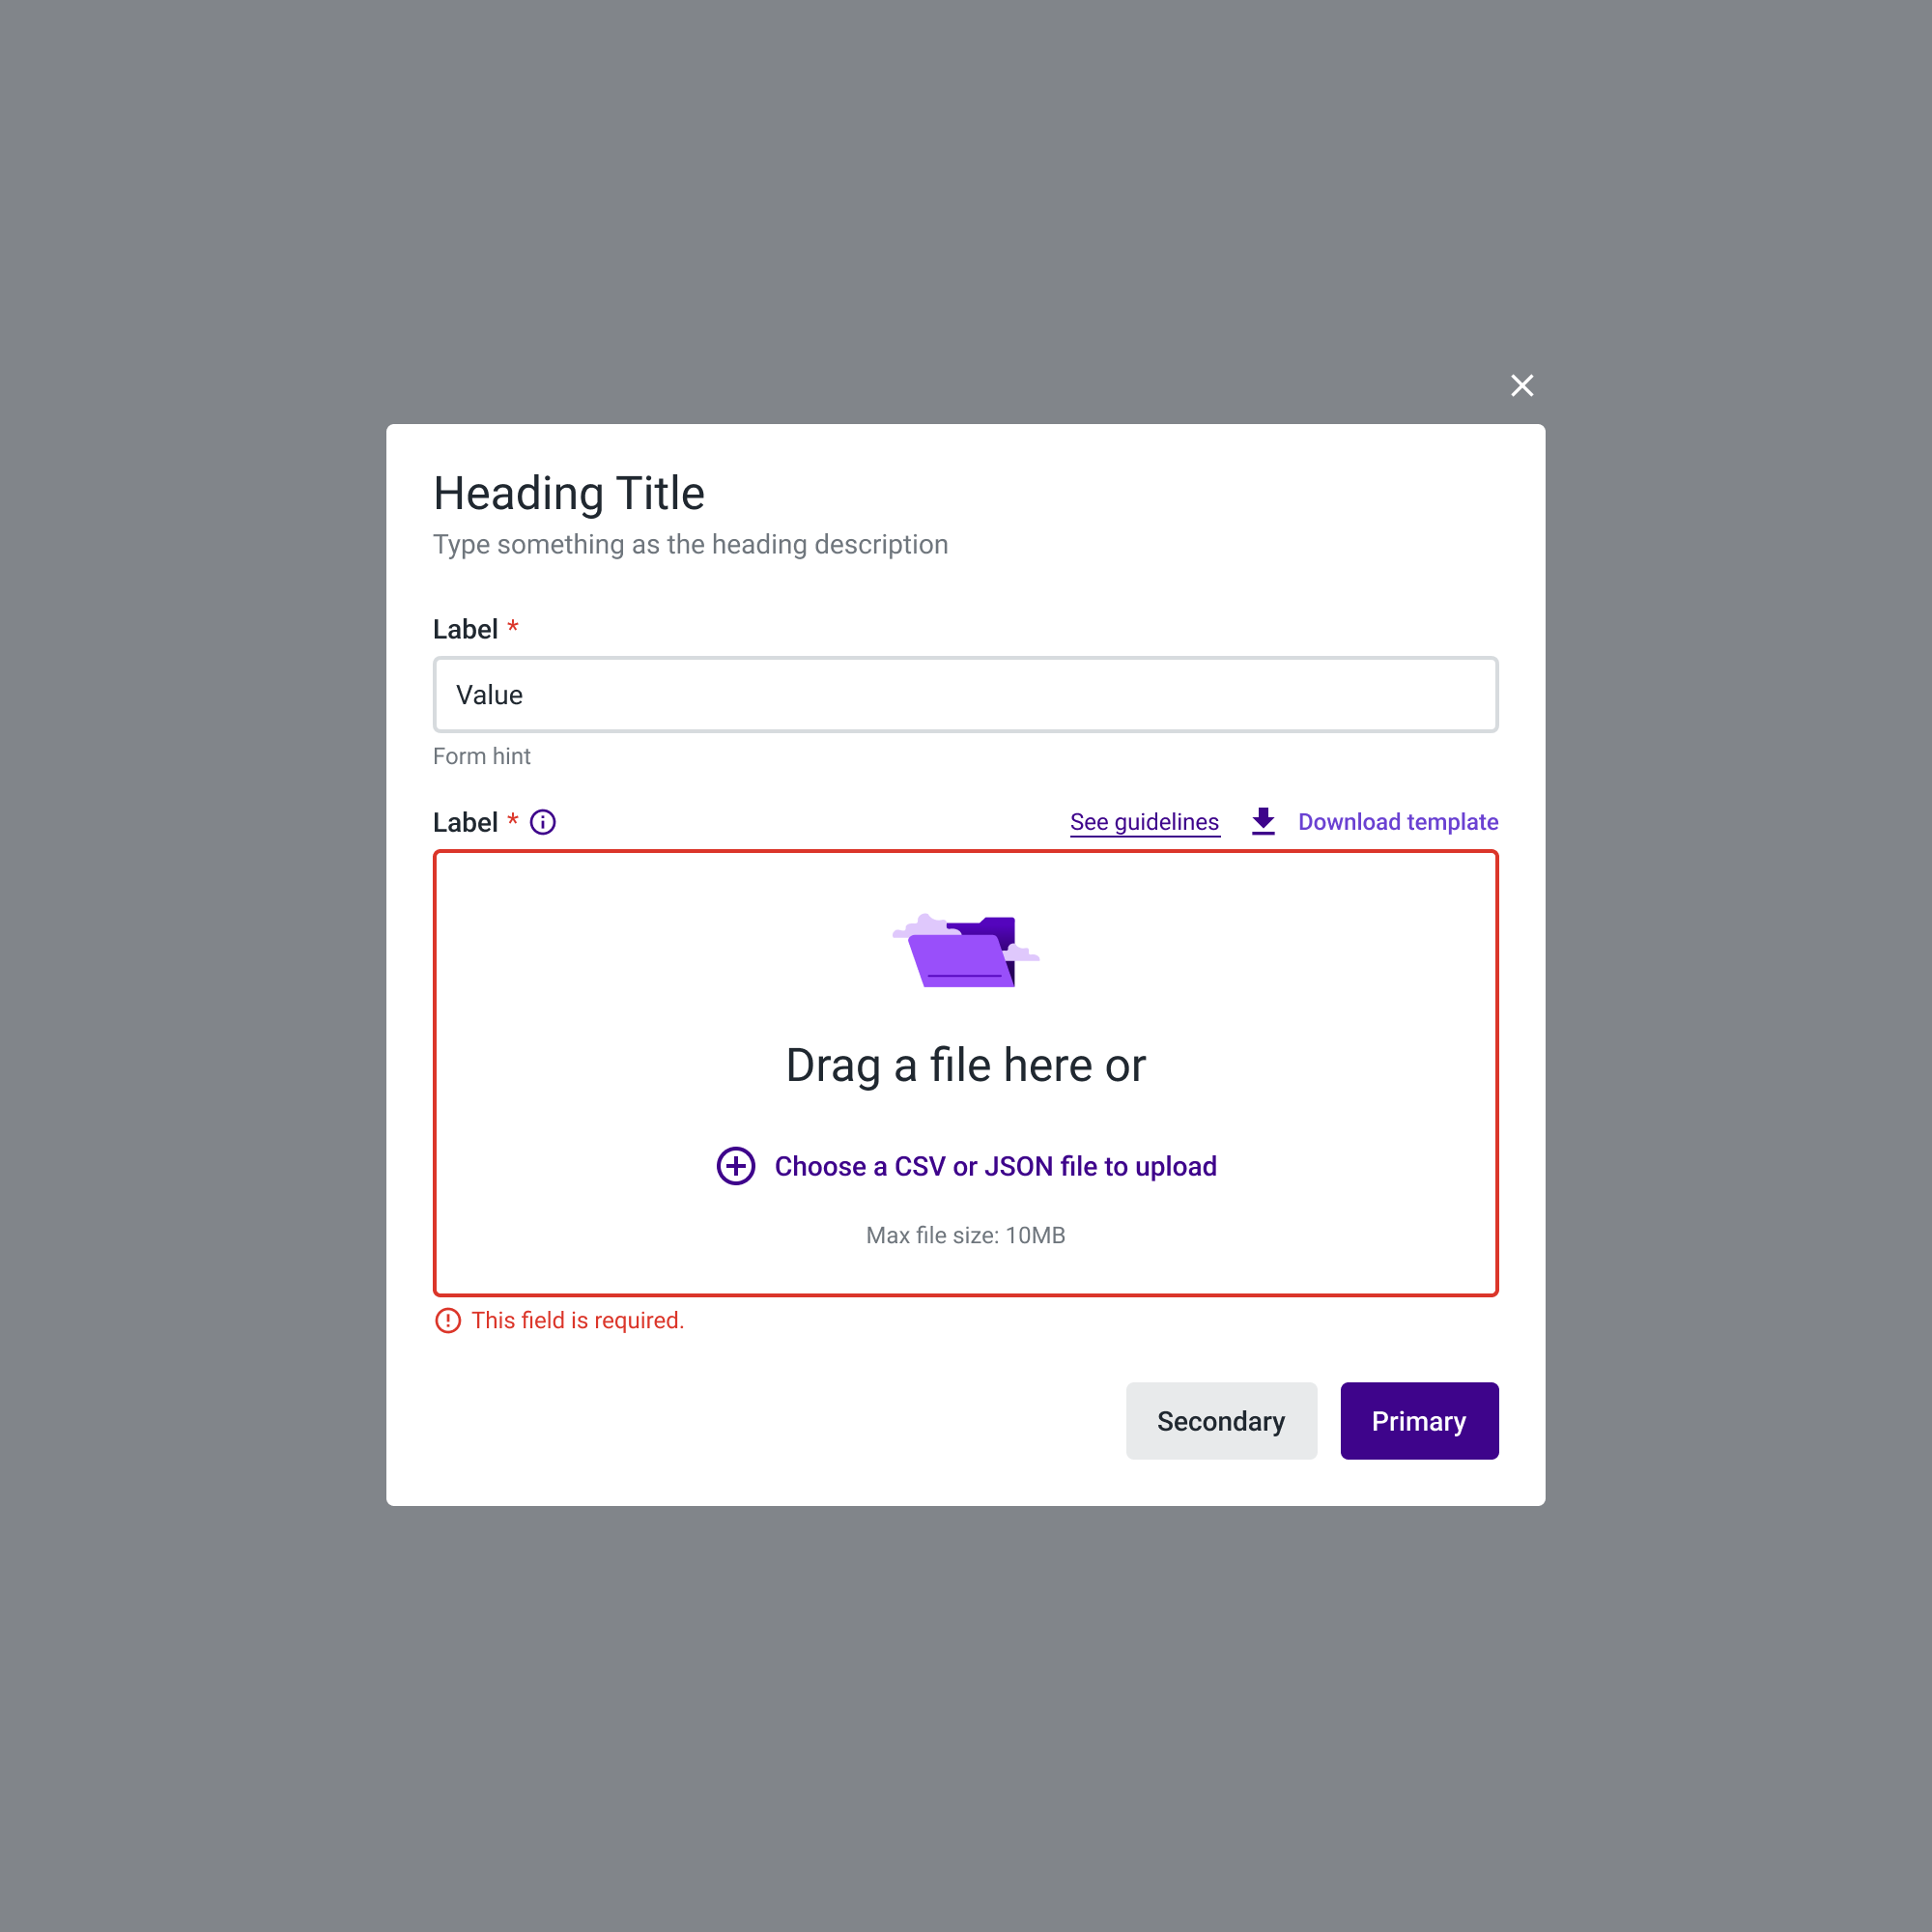 Heading Title
Type something as the heading description
Label *
Value
Form hint
Label * See guidelines Download template
Drag a file here or
Choose a CSV or JSON file to upload
Max file size: 10MB
This field is required.
Secondary Primary